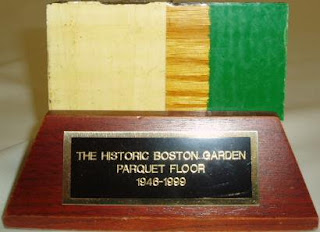 THE HISTORIC BOSTON GARDEN
PARQUET FLOOR
1946-1999